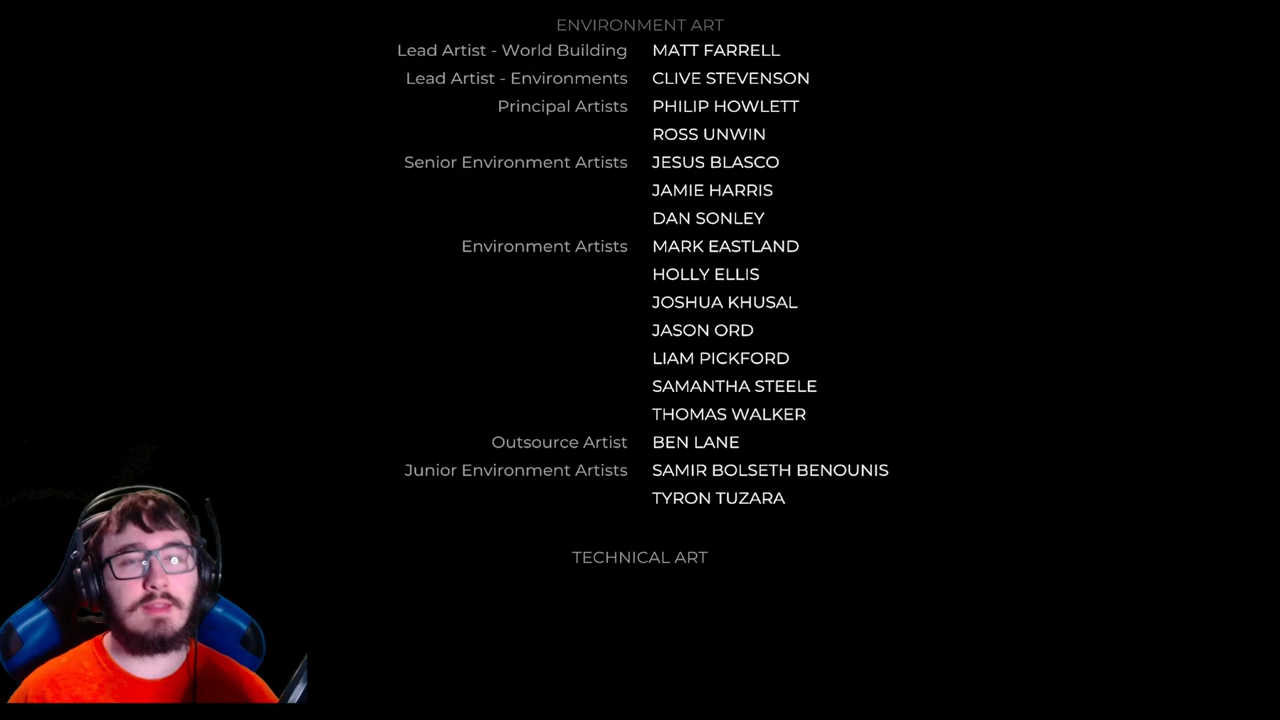 ENVIRONMENT ART
Lead Artist - World Building MATT FARRELL
Lead Artist - Environments CLIVE STEVENSON
Principal Artists PHILIP HOWLETT
ROSS UNWIN
Senior Environment Artists JESUS BLASCO
JAMIE HARRIS
DAN SONLEY
Environment Artists MARK EASTLAND
HOLLY ELLIS
JOSHUA KHUSAL
JASON ORD
LIAM PICKFORD
SAMANTHA STEELE
THOMAS WALKER
Outsource Artist BEN LANE
Junior Environment Artists SAMIR BOLSETH BENOUNIS
TYRON TUZARA
TECHNICAL ART